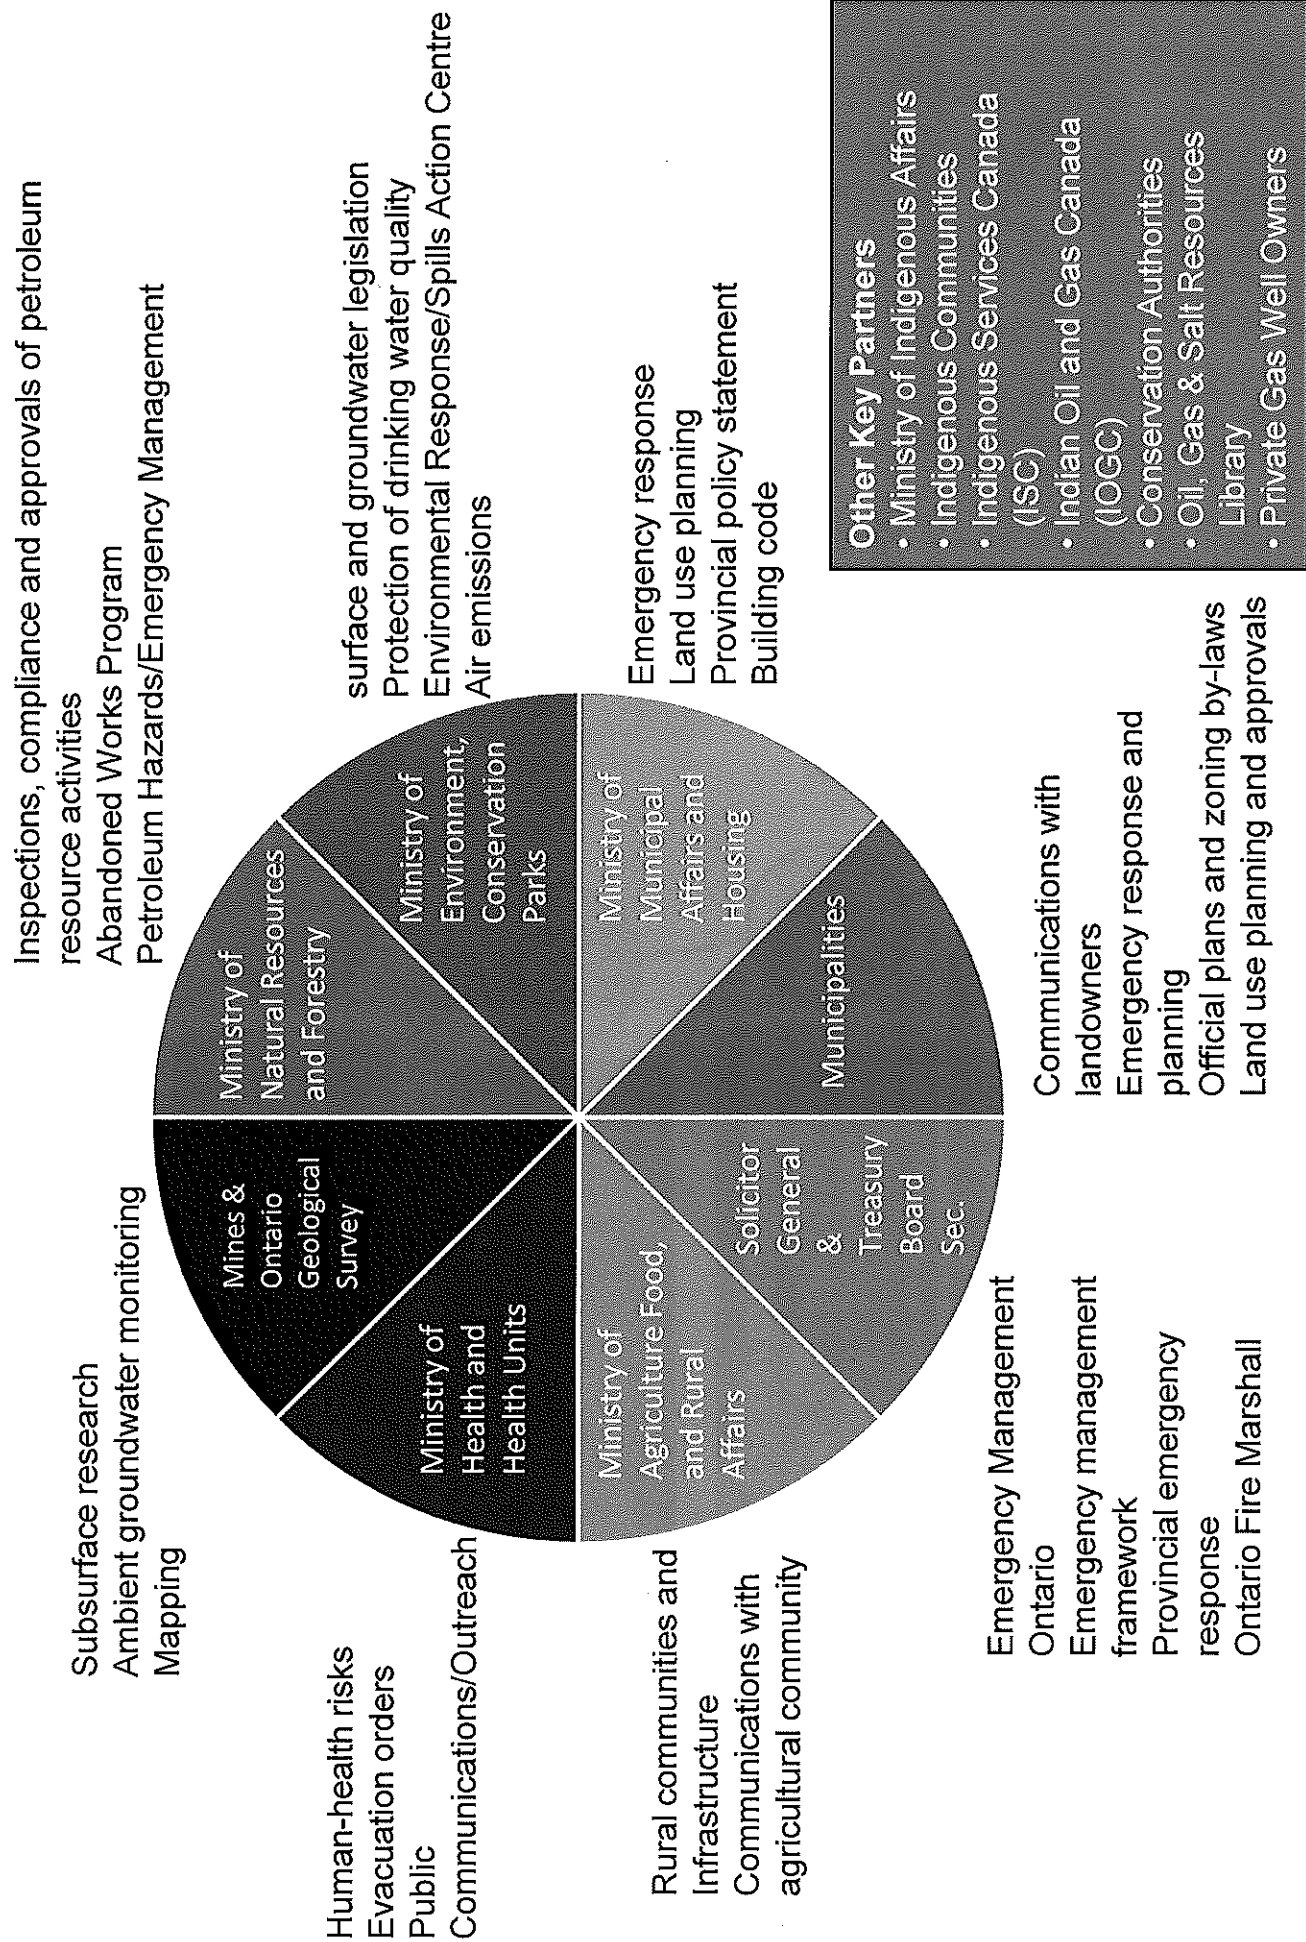 Inspections, compliance and approvals of petroleum
resource activities
Abandoned Works Program
Petroleum Hazards/Emergency Management
Ministry of
Natural Resources
and Forestry
surface and groundwater legislation
Protection of drinking water quality
Environmental Response/Spills Action Centre
Air emissions
Ministry of
Environment,
Conservation
Parks
Emergency response
Land use planning
Provincial policy statement
Building code
Ministry of
Municipal
Affairs and
Housing
Communications with
landowners
Emergency response and
planning
Official plans and zoning by-laws
Land use planning and approvals
Municipalities
Emergency Management
Ontario
Emergency management
framework
Provincial emergency
response
Ontario Fire Marshall
Solicitor
General
&
Treasury
Board
Sec.
Rural communities and
Infrastructure
Communications with
agricultural community
Ministry of
Agriculture Food,
and Rural
Affairs
Human-health risks
Evacuation orders
Public
Communications/Outreach
Ministry of
Health and
Health Units
Subsurface research
Ambient groundwater monitoring
Mapping
Mines &
Ontario
Geological
Survey
Other Key Partners
• Ministry of Indigenous Affairs
• Indigenous Communities
• Indigenous Services Canada
(ISC)
• Indian Oil and Gas Canada
(IOGC)
• Conservation Authorities
• Oil, Gas & Salt Resources
Library
• Private Gas Well Owners